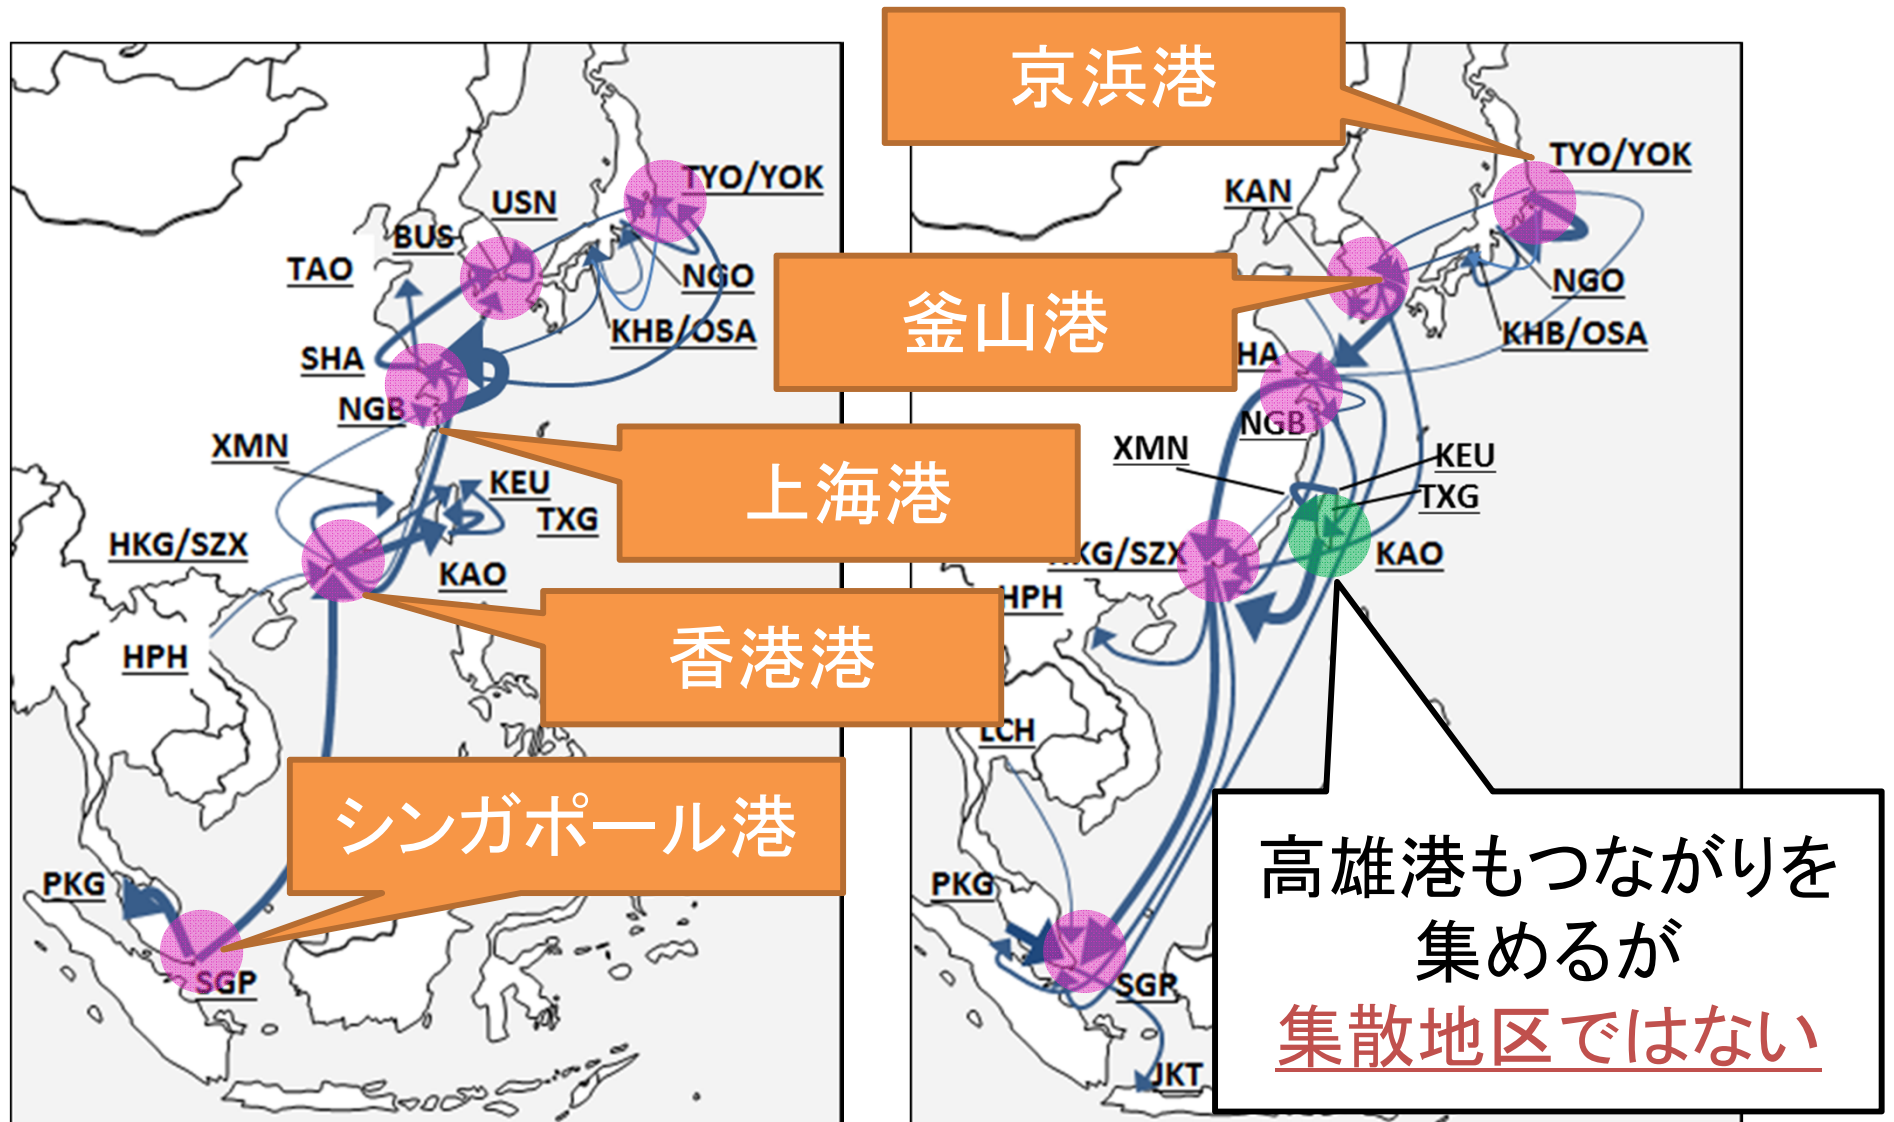 京浜港
釜山港
上海港
香港港
シンガポール港
高雄港もつながりを
集めるが
集散地区ではない
TYO/YOK
USN
BUS
TAO
NGO
KHB/OSA
SHA
NGB
XMN
KEU
TXG
HKG/SZX
KAO
HPH
PKG
SGP
TYO/YOK
KAN
NGO
KHB/OSA
HA
NGB
XMN
KEU
TXG
KG/SZX
KAO
HPH
LCH
PKG
SGP
JKT